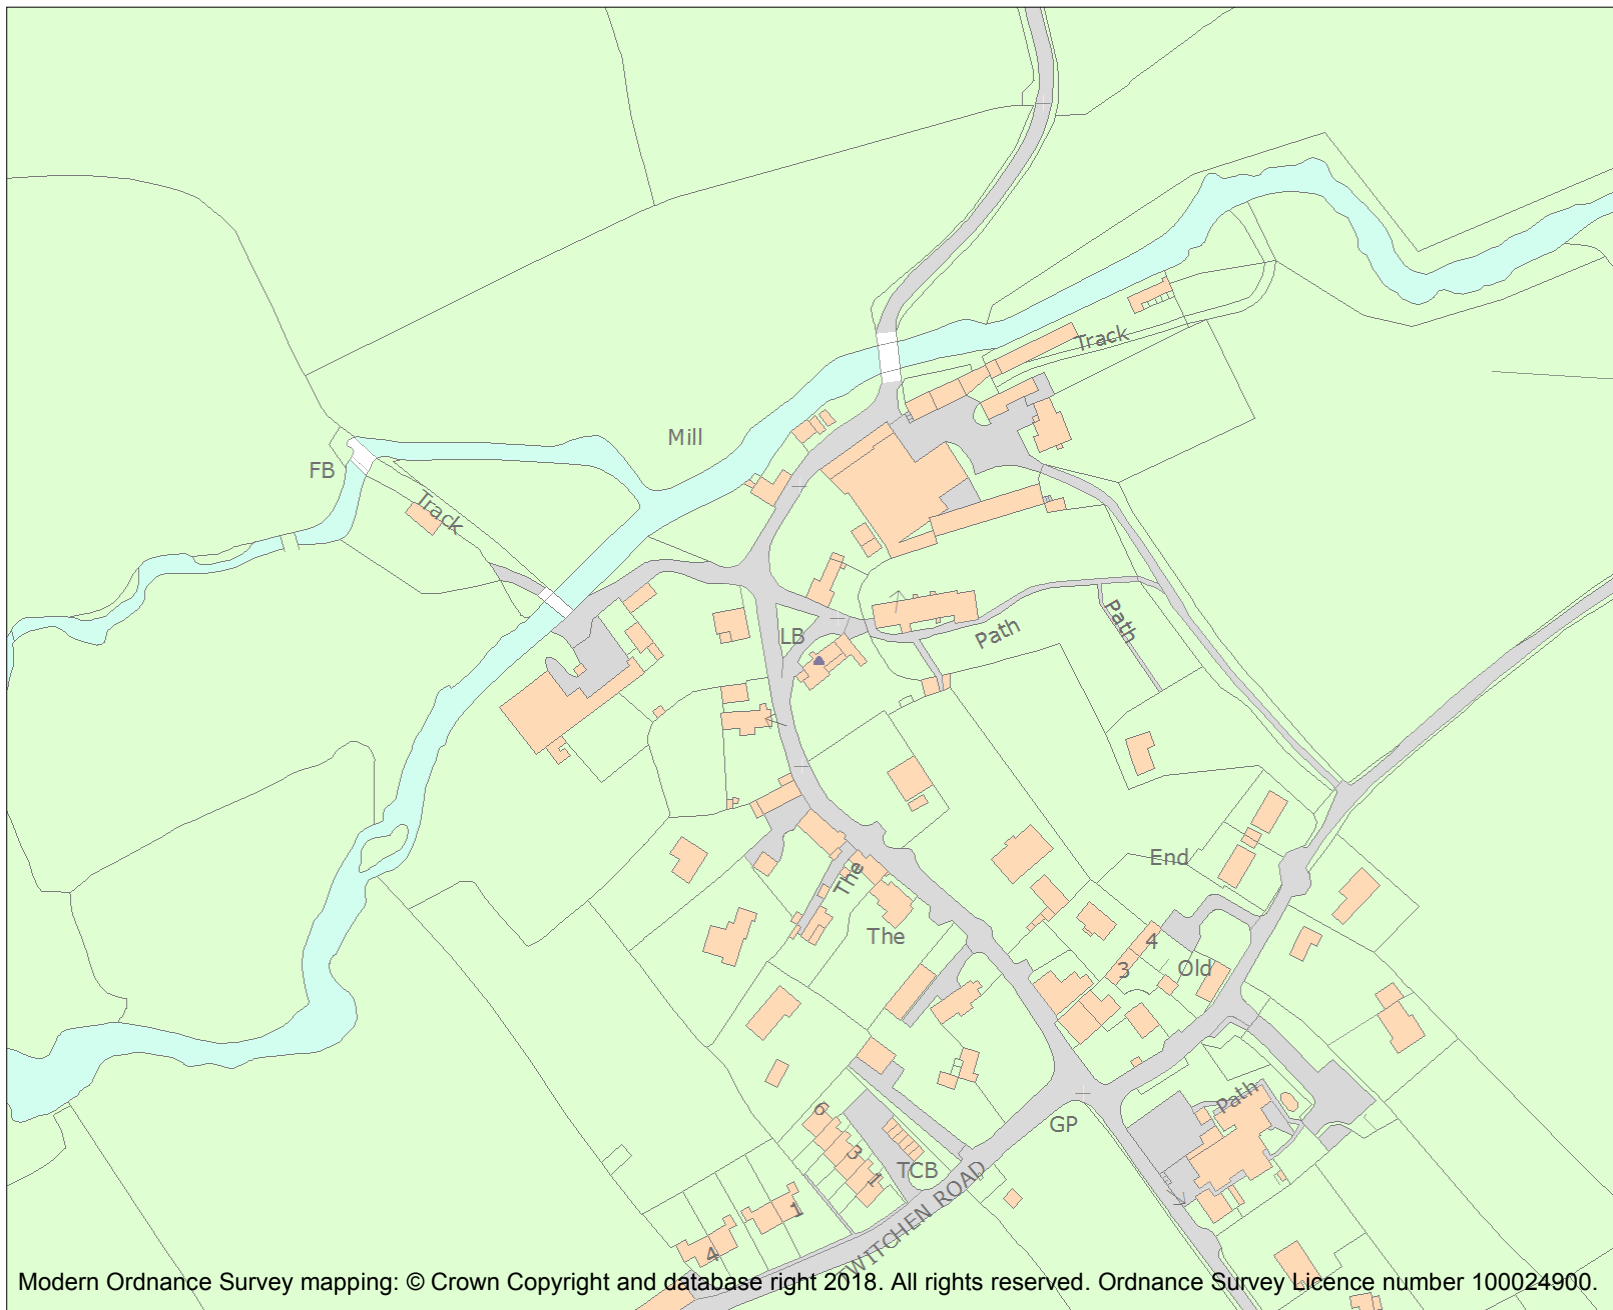 Track
Mill
FB
Track
LB
Path
Path
End
The
The
4
3
Old
Path
6
3
1
GP
TCB
TWITCHEN ROAD
1
4
Modern Ordnance Survey mapping: © Crown Copyright and database right 2018. All rights reserved. Ordnance Survey Licence number 100024900.